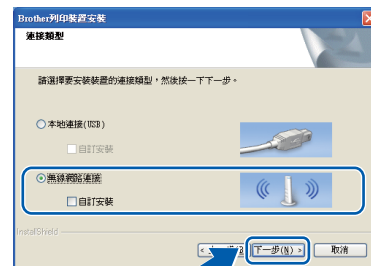 Brother列印裝置安裝
連接類型
請選擇要安裝裝置的連接類型，然後按一下下一步。
本地連接(USB)
自訂安裝
無線網路連接
自訂安裝
InstallShield
下一步(N) >
取消